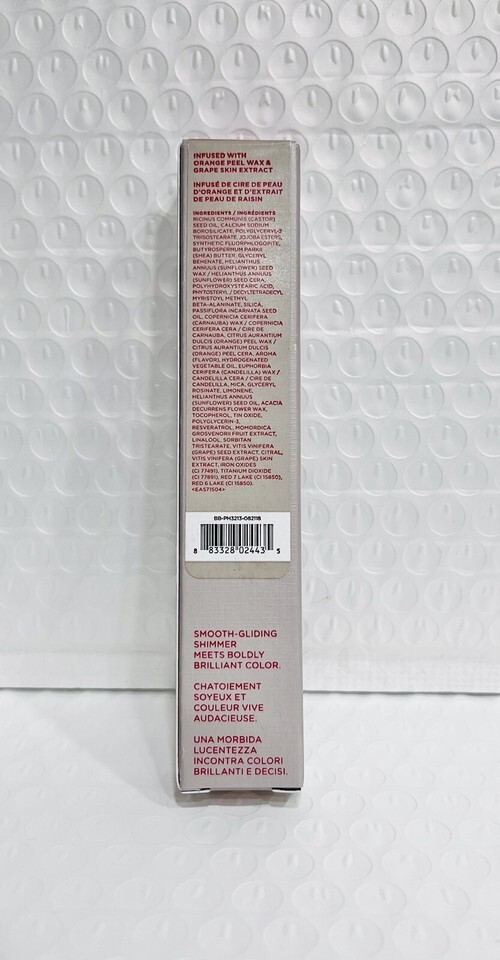 INFUSED WITH
ORANGE PEEL WAX &
GRAPE SKIN EXTRACT
INFUSÉ DE CIRE DE PEAU
D'ORANGE ET D'EXTRAIT
DE PEAU DE RAISIN
INGREDIENTS / INGRÉDIENTS
RICINUS COMMUNIS (CASTOR)
SEED OIL, CALCIUM SODIUM
BOROSILICATE, POLYGLYCERYL-2
TRIISOSTEARATE, JOJOBA ESTERS,
SYNTHETIC FLUORPHLOGOPITE,
BUTYROSPERMUM PARKII
(SHEA) BUTTER, GLYCERYL
BEHENATE, HELIANTHUS
ANNUUS (SUNFLOWER) SEED
WAX / HELIANTHUS ANNUUS
(SUNFLOWER) SEED CERA,
POLYHYDROXYSTEARIC ACID,
PHYTOSTERYL / DECYLTETRADECYL
MYRISTOYL METHYL
BETA-ALANINATE, SILICA,
PASSIFLORA INCARNATA SEED
OIL, COPERNICIA CERIFERA
(CARNAUBA) WAX / COPERNICIA
CERIFERA CERA / CIRE DE
CARNAUBA, CITRUS AURANTIUM
DULCIS (ORANGE) PEEL WAX /
CITRUS AURANTIUM DULCIS
(ORANGE) PEEL CERA, AROMA
(FLAVOR), HYDROGENATED
VEGETABLE OIL, EUPHORBIA
CERIFERA (CANDELILLA) WAX /
CANDELILLA CERA / CIRE DE
CANDELILLA, MICA, GLYCERYL
ROSINATE, LIMONENE,
HELIANTHUS ANNUUS
(SUNFLOWER) SEED OIL, ACACIA
DECURRENS FLOWER WAX,
TOCOPHEROL, TIN OXIDE,
POLYGLYCERIN-3,
RESVERATROL, MOMORDICA
GROSVENORII FRUIT EXTRACT,
LINALOOL, SORBITAN
TRISTEARATE, VITIS VINIFERA
(GRAPE) SEED EXTRACT, CITRAL,
VITIS VINIFERA (GRAPE) SKIN
EXTRACT, IRON OXIDES
(CI 77491), TITANIUM DIOXIDE
(CI 77891), RED 7 LAKE (CI 15850),
RED 6 LAKE (CI 15850).
<EAS71504>
BB-PM3213-082118
8 83328 02443 5
SMOOTH-GLIDING
SHIMMER
MEETS BOLDLY
BRILLIANT COLOR.
CHATOIEMENT
SOYEUX ET
COULEUR VIVE
AUDACIEUSE.
UNA MORBIDA
LUCENTEZZA
INCONTRA COLORI
BRILLANTI E DECISI.